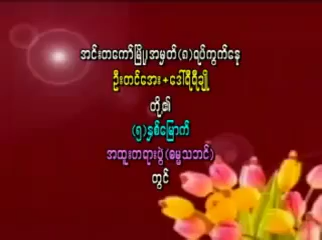 အင်းတကော်မြို့၊အမှတ်(၈)ရပ်ကွက်နေ
ဦးတင်အေး+ဒေါ်ရီရီချို
တို့၏
(၅)နှစ်မြောက်
အထူးတရားပွဲ(ဓမ္မသဘင်)
တွင်